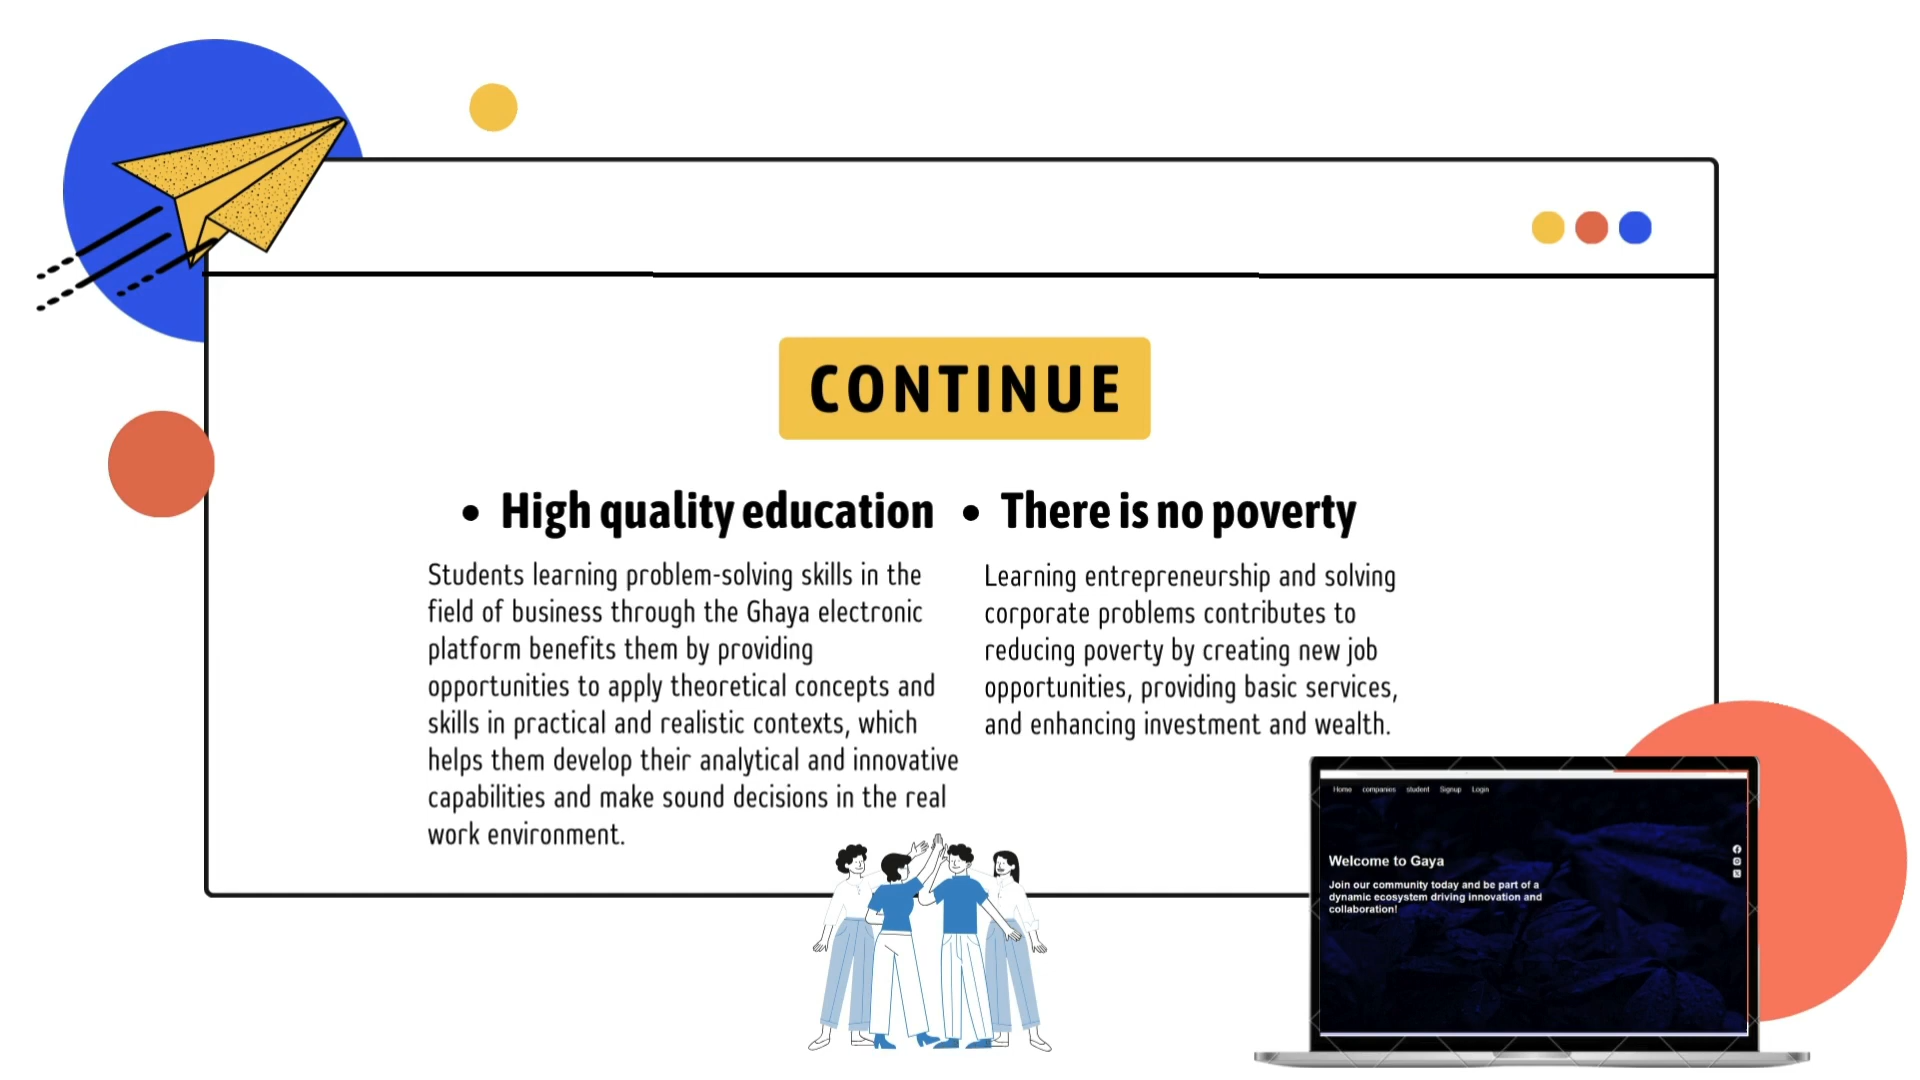 CONTINUE
• High quality education
Students learning problem-solving skills in the
field of business through the Ghaya electronic
platform benefits them by providing
opportunities to apply theoretical concepts and
skills in practical and realistic contexts, which
helps them develop their analytical and innovative
capabilities and make sound decisions in the real
work environment.
• There is no poverty
Learning entrepreneurship and solving
corporate problems contributes to
reducing poverty by creating new job
opportunities, providing basic services,
and enhancing investment and wealth.
Home companies student Signup Login
Welcome to Gaya
Join our community today and be part of a
dynamic ecosystem driving innovation and
collaboration!